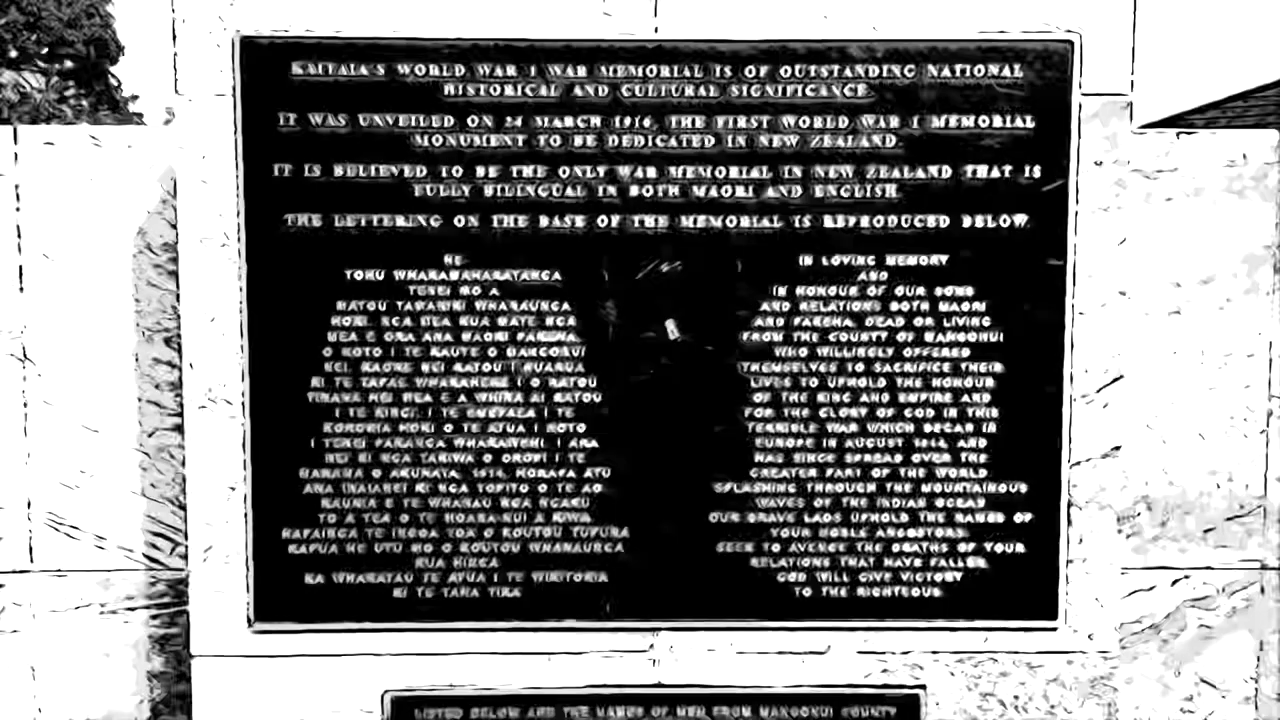 KAITAIA'S WORLD WAR I WAR MEMORIAL IS OF OUTSTANDING NATIONAL
HISTORICAL AND CULTURAL SIGNIFICANCE.
IT WAS UNVEILED ON 24 MARCH 1916, THE FIRST WORLD WAR I MEMORIAL
MONUMENT TO BE DEDICATED IN NEW ZEALAND.
IT IS BELIEVED TO BE THE ONLY WAR MEMORIAL IN NEW ZEALAND THAT IS
FULLY BILINGUAL IN BOTH MAORI AND ENGLISH.
THE LETTERING ON THE BASE OF THE MEMORIAL IS REPRODUCED BELOW.
HE
TOHU WHAKAMAHARATANGA
TENEI MO A
MATOU TAMARIKI WHANAUNGA
HOKI NGA MEA KUA MATE NGA
MEA E ORA ANA MAORI PAKEHA
O ROTO I TE KAUTE O MANGONUI
NEI. KAORE NEI RATOU I RUARUA
KI TE TAPAE WHAKAHERE I O RATOU
TINANA HEI MEA E A WHINA AI RATOU
I TE KINGI I TE EMEPAEA I TE
KORORIA HOKI O TE ATUA I ROTO
I TENEI PAKANGA WHAKAWEHI I ARA
NEI KI NGA TAKIWA O OROPI I TE
MARAMA O AKUHATA, 1914, HORAPA ATU
ANA INAIANEI KI NGA TOPITO O TE AO
E TE WHANAU NGA NGARU
TO A TEA O TE MOANA-NUI A KIWA
HAPAINGA TE INGOA TOA O KOUTOU TUPUNA
HE UTU MO O KOUTOU WHANAUNGA
KUA HINGA
KA WHAKATAU TE ATUA I TE WIKITORIA
KI TE TAHA TIKA
IN LOVING MEMORY
AND
IN HONOUR OF OUR SONS
AND RELATIONS BOTH MAORI
AND PAKEHA, DEAD OR LIVING
FROM THE COUNTY OF MANGONUI
WHO WILLINGLY OFFERED
THEMSELVES TO SACRIFICE THEIR
LIVES TO UPHOLD THE HONOUR
OF THE KING AND EMPIRE AND
FOR THE GLORY OF GOD IN THIS
TERRIBLE WAR WHICH BEGAN IN
EUROPE IN AUGUST 1914, AND
HAS SINCE SPREAD OVER THE
GREATER PART OF THE WORLD
SPLASHING THROUGH THE MOUNTAINOUS
WAVES OF THE INDIAN OCEAN
OUR BRAVE LADS UPHOLD THE NAMES OF
YOUR NOBLE ANCESTORS
SEEK TO AVENGE THE DEATHS OF YOUR
RELATIONS THAT HAVE FALLEN
GOD WILL GIVE VICTORY
TO THE RIGHTEOUS
LISTED BELOW ARE THE NAMES OF MEN FROM MANGONUI COUNTY